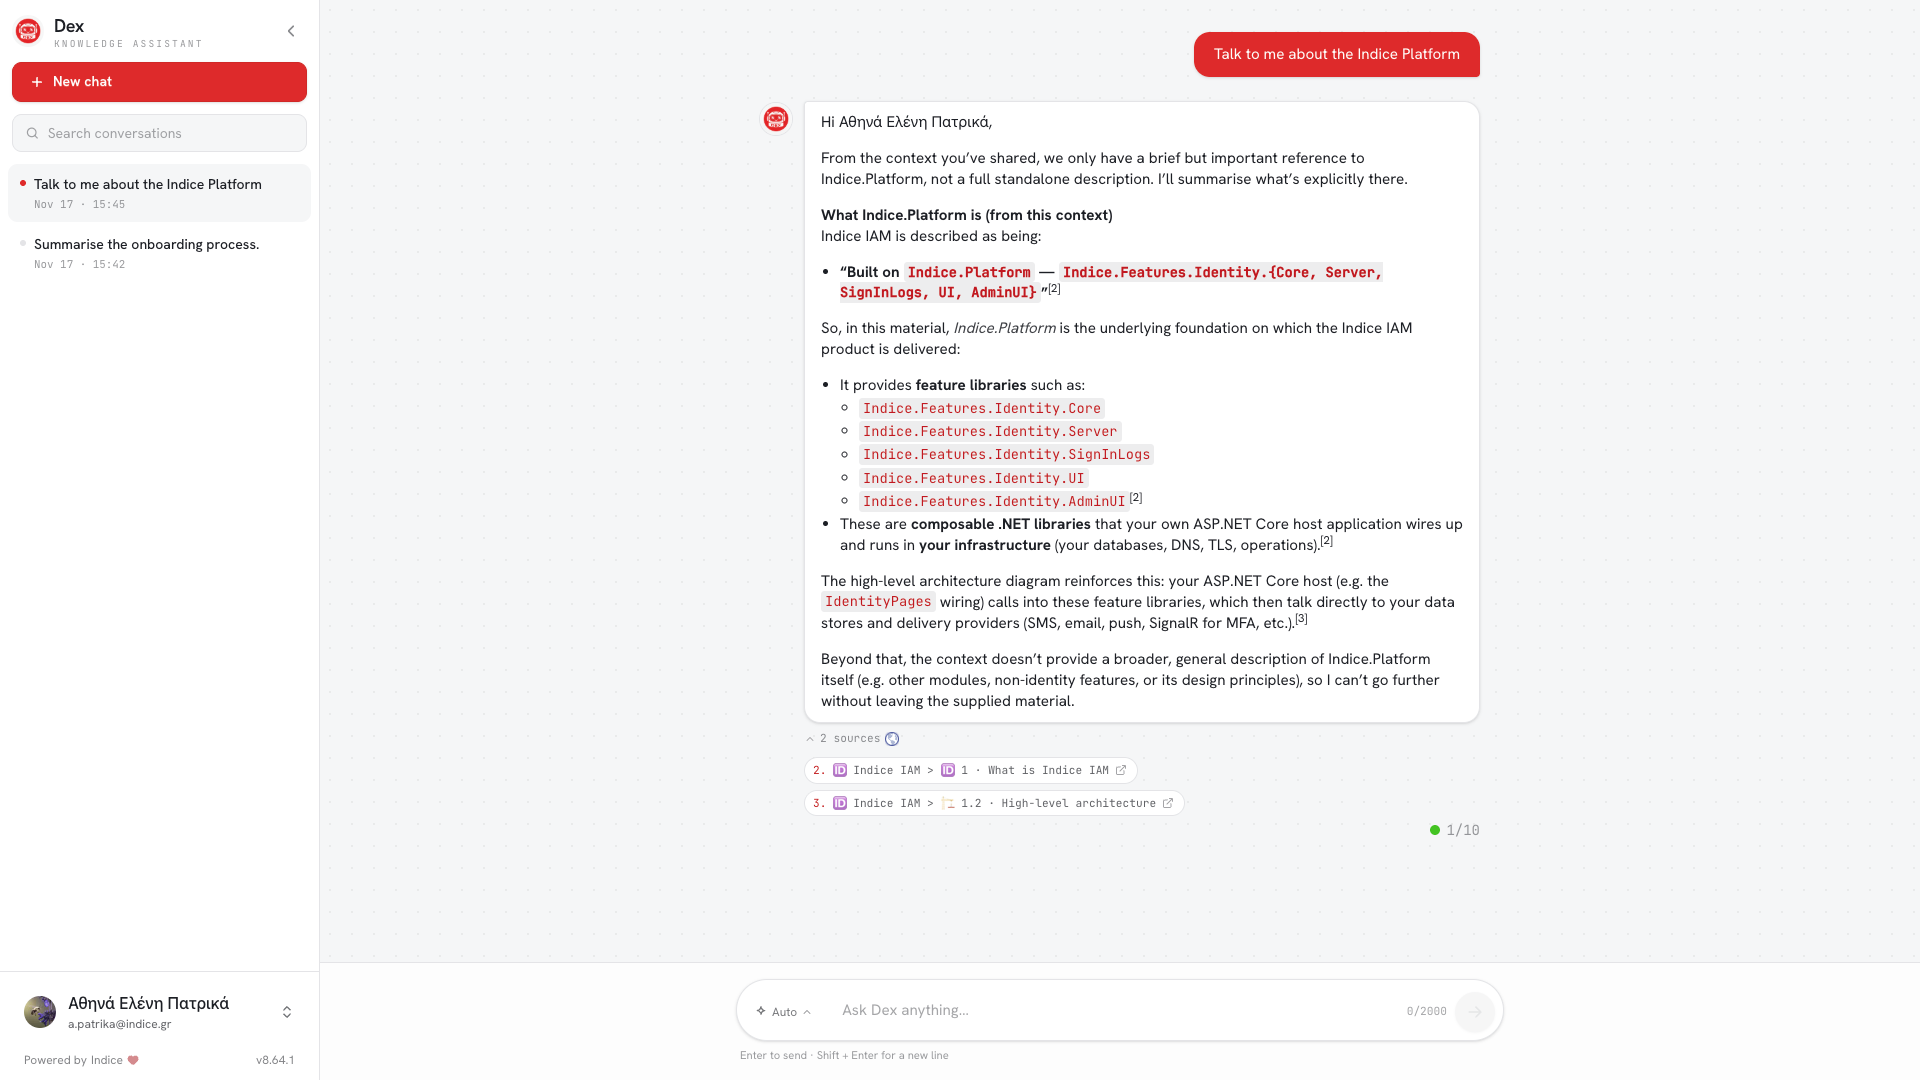 Dex
KNOWLEDGE ASSISTANT
New chat
Search conversations
Talk to me about the Indice Platform
Nov 17 · 15:45
Summarise the onboarding process.
Nov 17 · 15:42
Αθηνά Ελένη Πατρικά
a.patrika@indice.gr
Powered by Indice
v8.64.1
Talk to me about the Indice Platform
Hi Αθηνά Ελένη Πατρικά,
From the context you’ve shared, we only have a brief but important reference to
Indice.Platform, not a full standalone description. I’ll summarise what’s explicitly there.
What Indice.Platform is (from this context)
Indice IAM is described as being:
• “Built on Indice.Platform — Indice.Features.Identity.{Core, Server,
SignInLogs, UI, AdminUI}”[2]
So, in this material, Indice.Platform is the underlying foundation on which the Indice IAM
product is delivered:
• It provides feature libraries such as:
◦ Indice.Features.Identity.Core
◦ Indice.Features.Identity.Server
◦ Indice.Features.Identity.SignInLogs
◦ Indice.Features.Identity.UI
◦ Indice.Features.Identity.AdminUI[2]
• These are composable .NET libraries that your own ASP.NET Core host application wires up
and runs in your infrastructure (your databases, DNS, TLS, operations).[2]
The high-level architecture diagram reinforces this: your ASP.NET Core host (e.g. the
IdentityPages wiring) calls into these feature libraries, which then talk directly to your data
stores and delivery providers (SMS, email, push, SignalR for MFA, etc.).[3]
Beyond that, the context doesn’t provide a broader, general description of Indice.Platform
itself (e.g. other modules, non-identity features, or its design principles), so I can’t go further
without leaving the supplied material.
2 sources
2. 🆔 Indice IAM > 🆔 1 · What is Indice IAM
3. 🆔 Indice IAM > 🏗️ 1.2 · High-level architecture
1/10
Auto
Ask Dex anything…
0/2000
Enter to send · Shift + Enter for a new line